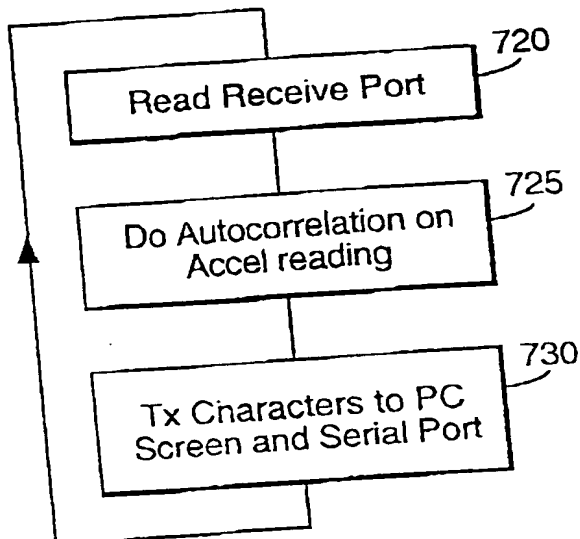 720
Read Receive Port
725
Do Autocorrelation on
Accel reading
730
Tx Characters to PC
Screen and Serial Port